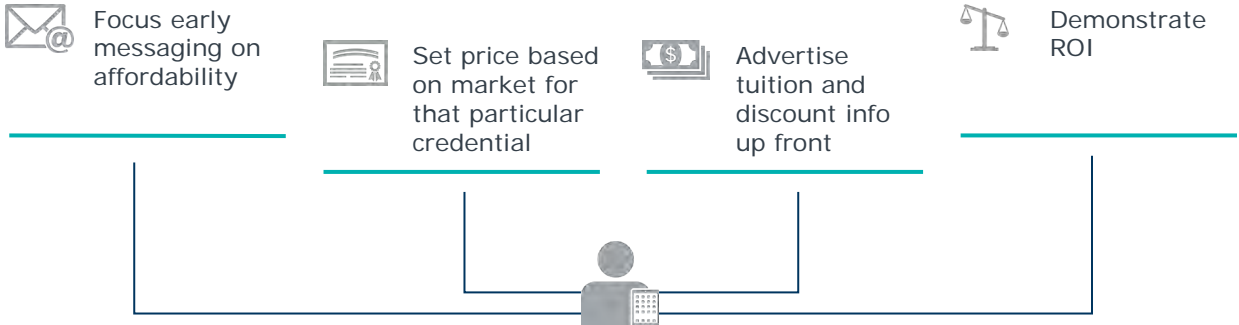 Focus early
messaging on
affordability
Set price based
on market for
that particular
credential
Advertise
tuition and
discount info
up front
Demonstrate
ROI